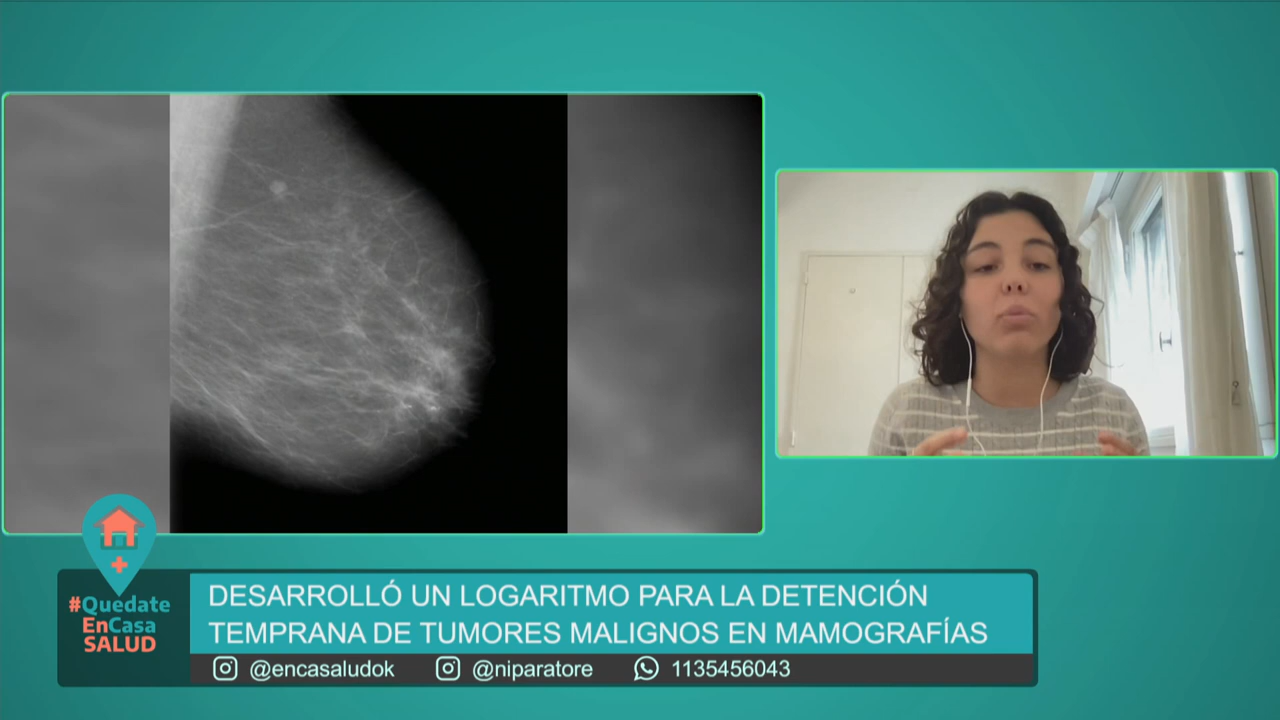 DESARROLLÓ UN LOGARITMO PARA LA DETENCIÓN
TEMPRANA DE TUMORES MALIGNOS EN MAMOGRAFÍAS
#Quedate
EnCasa
SALUD
@encasaludok @niparatore 1135456043